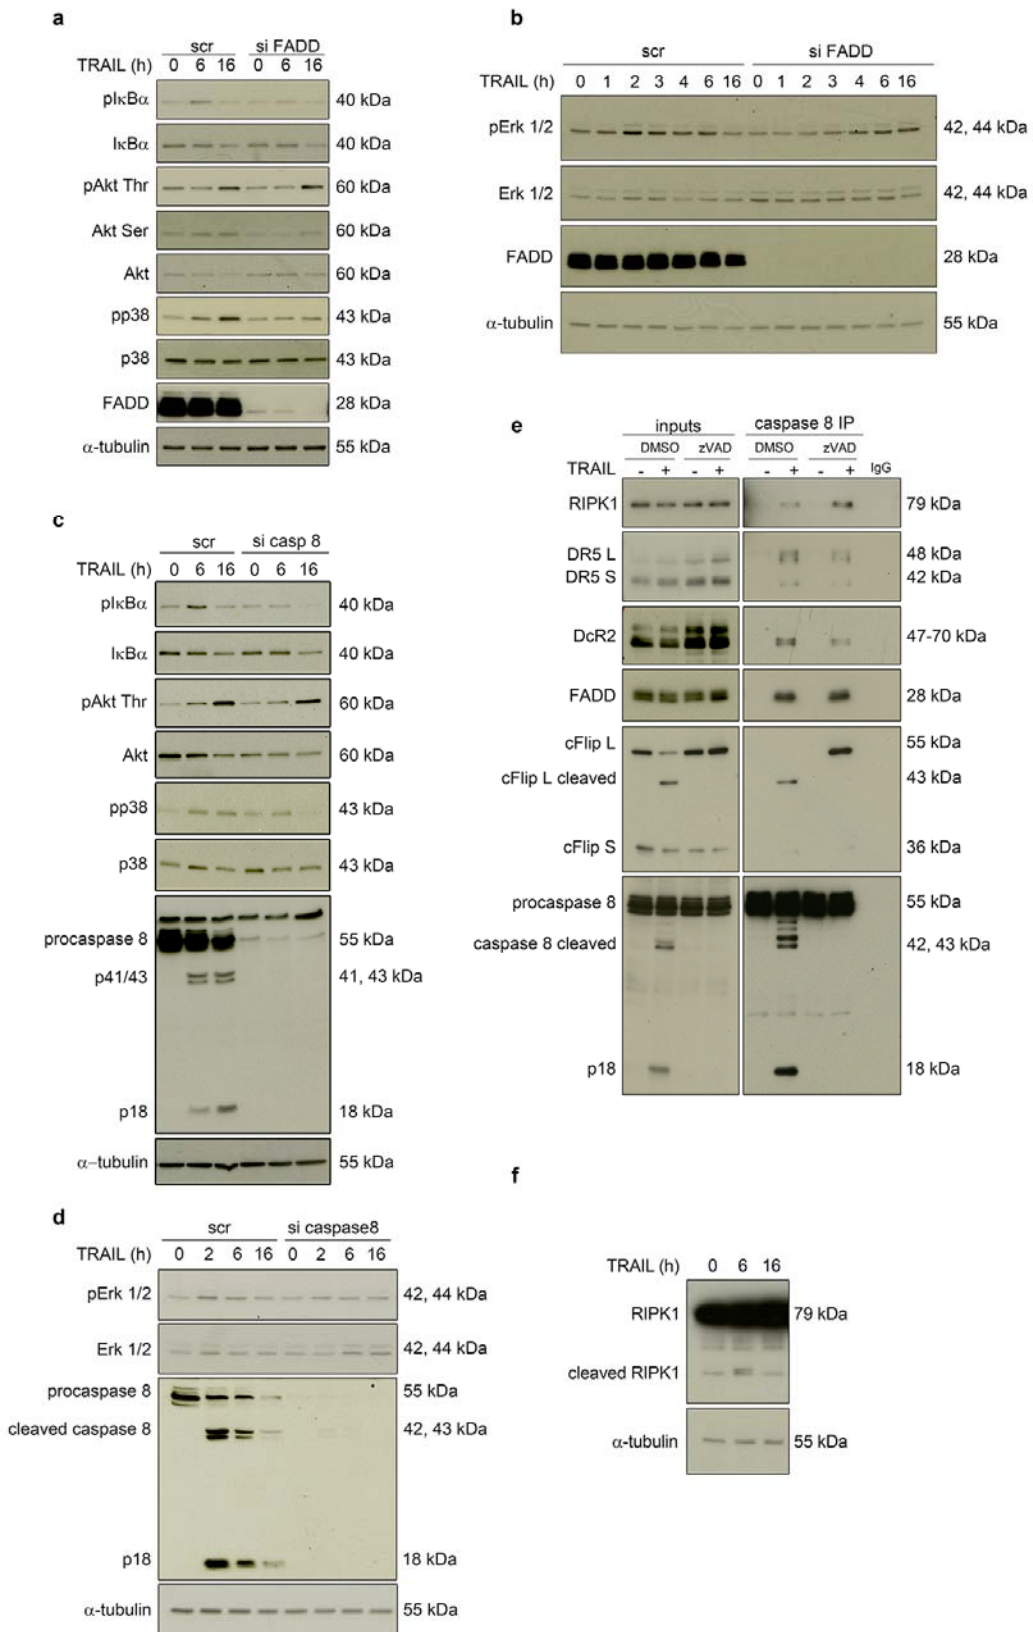 a
scr si FADD
TRAIL (h) 0 6 16 0 6 16
pIκBα 40 kDa
IκBα 40 kDa
pAkt Thr 60 kDa
Akt Ser 60 kDa
Akt 60 kDa
pp38 43 kDa
p38 43 kDa
FADD 28 kDa
α-tubulin 55 kDa
b
scr si FADD
TRAIL (h) 0 1 2 3 4 6 16 0 1 2 3 4 6 16
pErk 1/2 42, 44 kDa
Erk 1/2 42, 44 kDa
FADD 28 kDa
α-tubulin 55 kDa
c
scr si casp 8
TRAIL (h) 0 6 16 0 6 16
pIκBα 40 kDa
IκBα 40 kDa
pAkt Thr 60 kDa
Akt 60 kDa
pp38 43 kDa
p38 43 kDa
procaspase 8 55 kDa
p41/43 41, 43 kDa
p18 18 kDa
α–tubulin 55 kDa
d
scr si caspase8
TRAIL (h) 0 2 6 16 0 2 6 16
pErk 1/2 42, 44 kDa
Erk 1/2 42, 44 kDa
procaspase 8 55 kDa
cleaved caspase 8 42, 43 kDa
p18 18 kDa
α-tubulin 55 kDa
e
inputs caspase 8 IP
DMSO zVAD DMSO zVAD
TRAIL - + - + - + - + IgG
RIPK1 79 kDa
DR5 L 48 kDa
DR5 S 42 kDa
DcR2 47-70 kDa
FADD 28 kDa
cFlip L 55 kDa
cFlip L cleaved 43 kDa
cFlip S 36 kDa
procaspase 8 55 kDa
caspase 8 cleaved 42, 43 kDa
p18 18 kDa
f
TRAIL (h) 0 6 16
RIPK1 79 kDa
cleaved RIPK1
α-tubulin 55 kDa